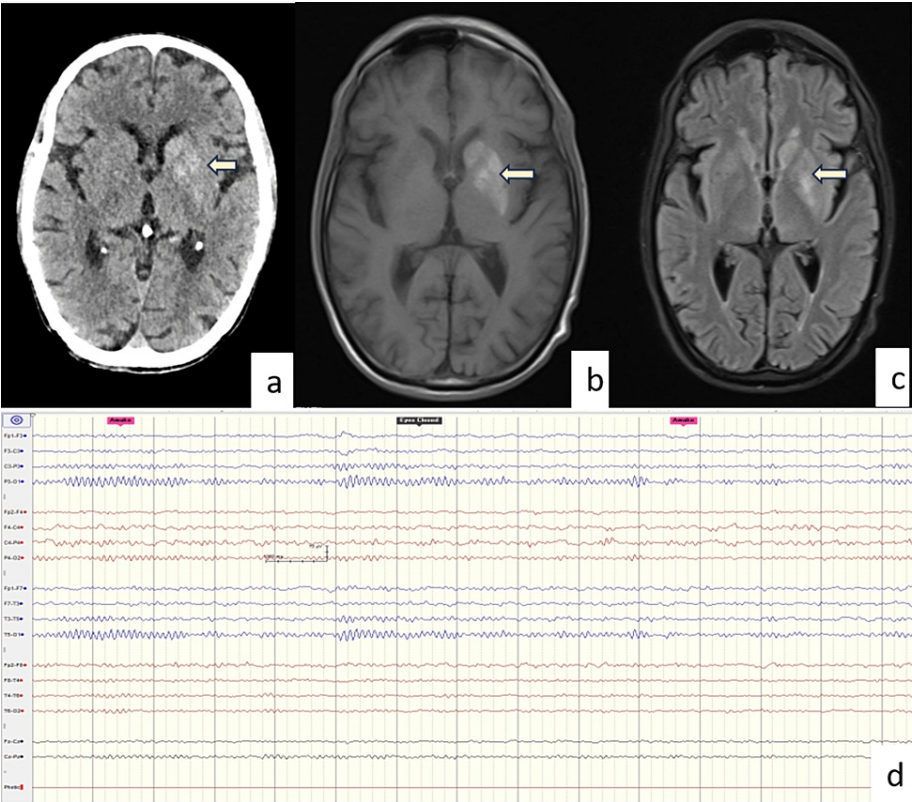 a
b
c
Awake
Eyes Closed
Awake
Fp1-F3
F3-C3
C3-P3
P3-O1
Fp2-F4
F4-C4
C4-P4
P4-O2
Fp1-F7
F7-T3
T3-T5
T5-O1
Fp2-F8
F8-T4
T4-T6
T6-O2
Fz-Cz
Cz-Pz
Photic
d